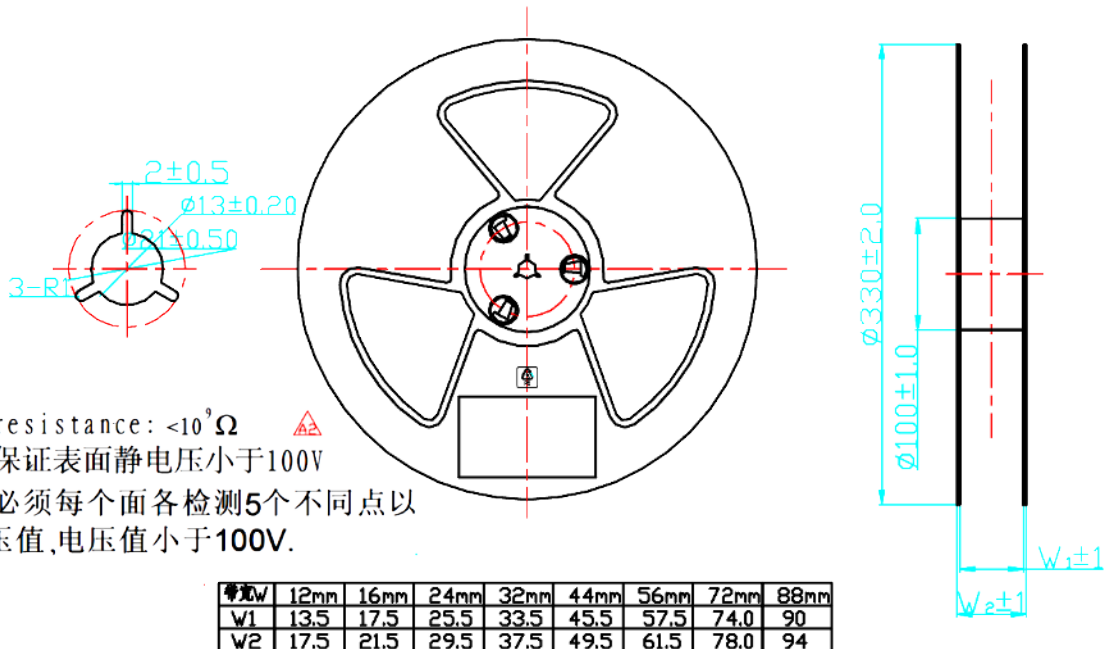 2±0.5
ø13±0.20
ø21±0.50
3-R1
ø330±2.0
ø100±1.0
W1±1
W2±1
resistance: <10⁹Ω
A2
保证表面静电压小于100V
必须每个面各检测5个不同点以
压值,电压值小于100V.
带宽W 12mm 16mm 24mm 32mm 44mm 56mm 72mm 88mm
W1 13.5 17.5 25.5 33.5 45.5 57.5 74.0 90
W2 17.5 21.5 29.5 37.5 49.5 61.5 78.0 94